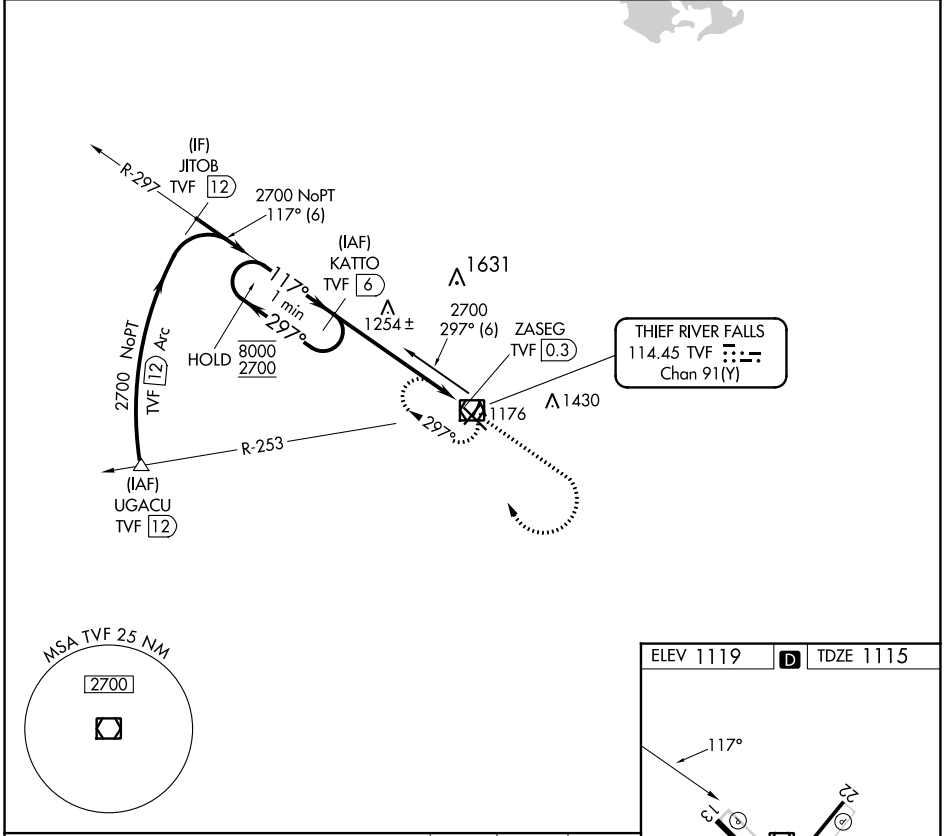 (IF)
JITOB
TVF 12
R-297
2700 NoPT
117° (6)
(IAF)
KATTO
TVF 6
1631
117°
1 min
297°
1254 ±
2700
297° (6)
ZASEG
TVF 0.3
THIEF RIVER FALLS
114.45 TVF
Chan 91(Y)
HOLD
8000
2700
2700 NoPT
TVF 12 Arc
1430
1176
297°
R-253
(IAF)
UGACU
TVF 12
MSA TVF 25 NM
2700
ELEV 1119
D
TDZE 1115
117°
22
13
P
P